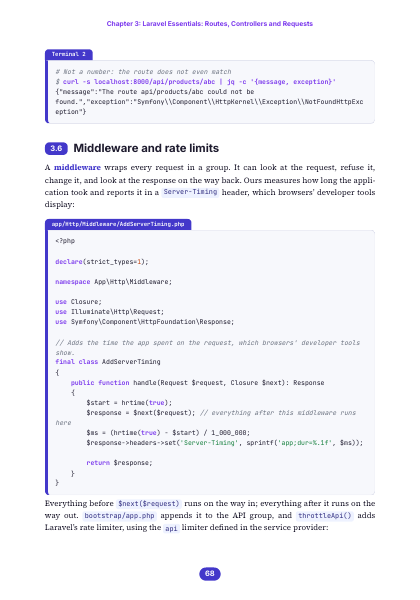 Chapter 3: Laravel Essentials: Routes, Controllers and Requests
Terminal 2
# Not a number: the route does not even match
$ curl -s localhost:8000/api/products/abc | jq -c '{message, exception}'
{"message":"The route api/products/abc could not be
found.","exception":"Symfony\\Component\\HttpKernel\\Exception\\NotFoundHttpExc
eption"}
3.6 Middleware and rate limits
A middleware wraps every request in a group. It can look at the request, refuse it,
change it, and look at the response on the way back. Ours measures how long the appli-
cation took and reports it in a Server-Timing header, which browsers' developer tools
display:
app/Http/Middleware/AddServerTiming.php
<?php
declare(strict_types=1);
namespace App\Http\Middleware;
use Closure;
use Illuminate\Http\Request;
use Symfony\Component\HttpFoundation\Response;
// Adds the time the app spent on the request, which browsers' developer tools
show.
final class AddServerTiming
{
    public function handle(Request $request, Closure $next): Response
    {
        $start = hrtime(true);
        $response = $next($request); // everything after this middleware runs
here
        $ms = (hrtime(true) - $start) / 1_000_000;
        $response->headers->set('Server-Timing', sprintf('app;dur=%.1f', $ms));
        return $response;
    }
}
Everything before $next($request) runs on the way in; everything after it runs on the
way out. bootstrap/app.php appends it to the API group, and throttleApi() adds
Laravel's rate limiter, using the api limiter defined in the service provider:
68